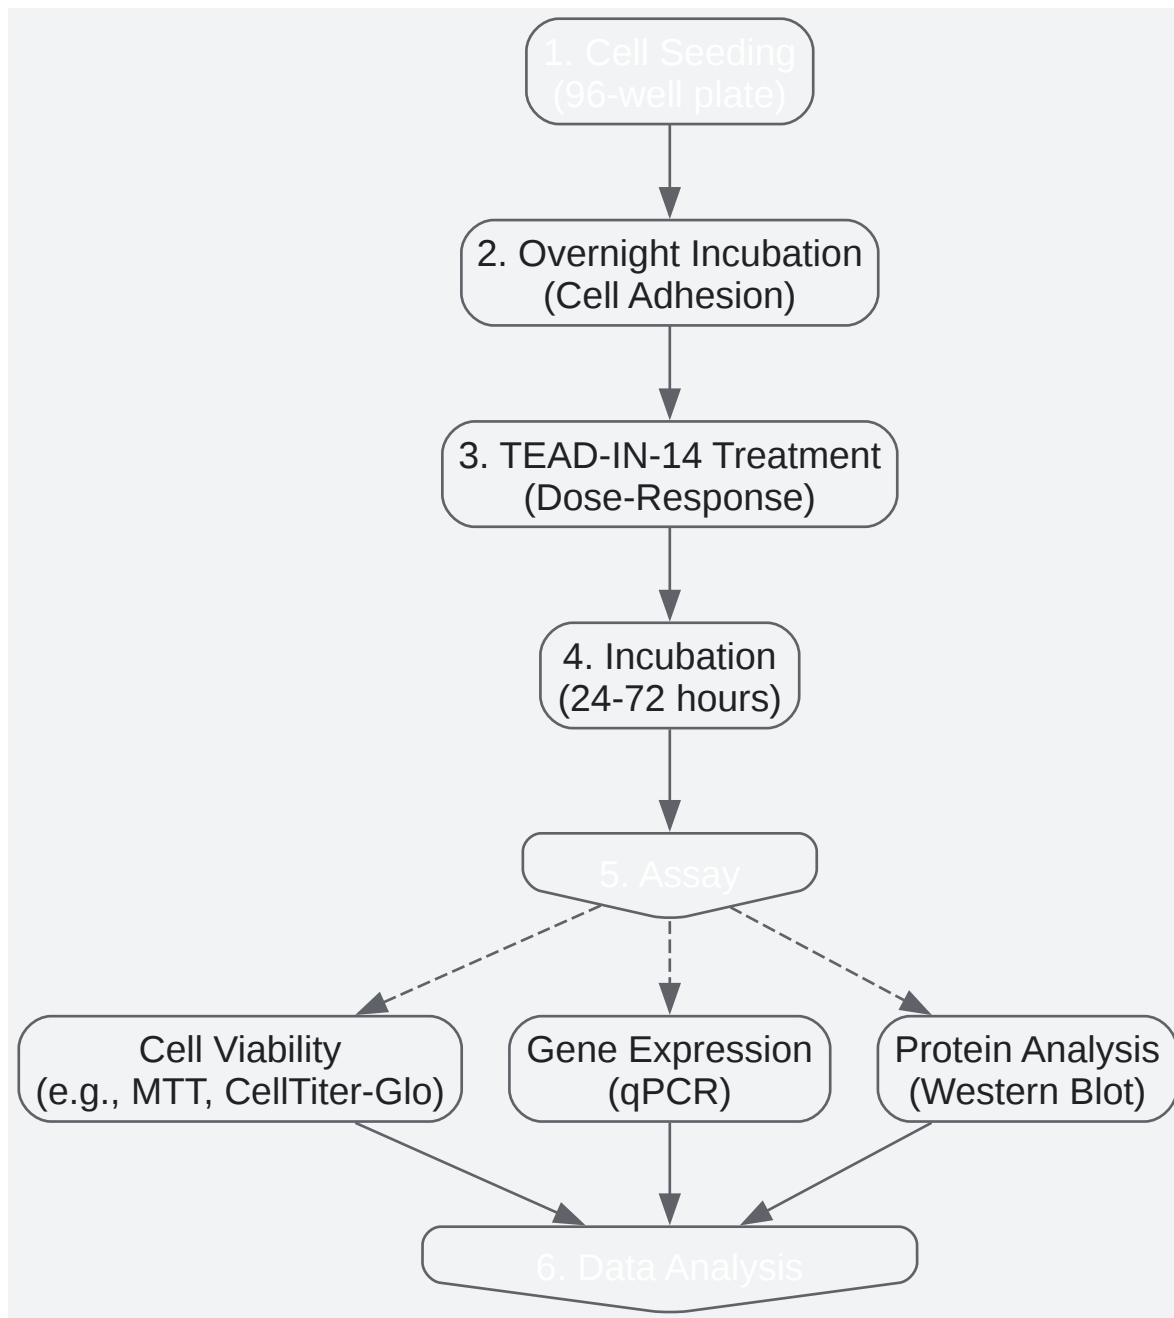 1. Cell Seeding
(96-well plate)
2. Overnight Incubation
(Cell Adhesion)
3. TEAD-IN-14 Treatment
(Dose-Response)
4. Incubation
(24-72 hours)
5. Assay
Cell Viability
(e.g., MTT, CellTiter-Glo)
Gene Expression
(qPCR)
Protein Analysis
(Western Blot)
6. Data Analysis